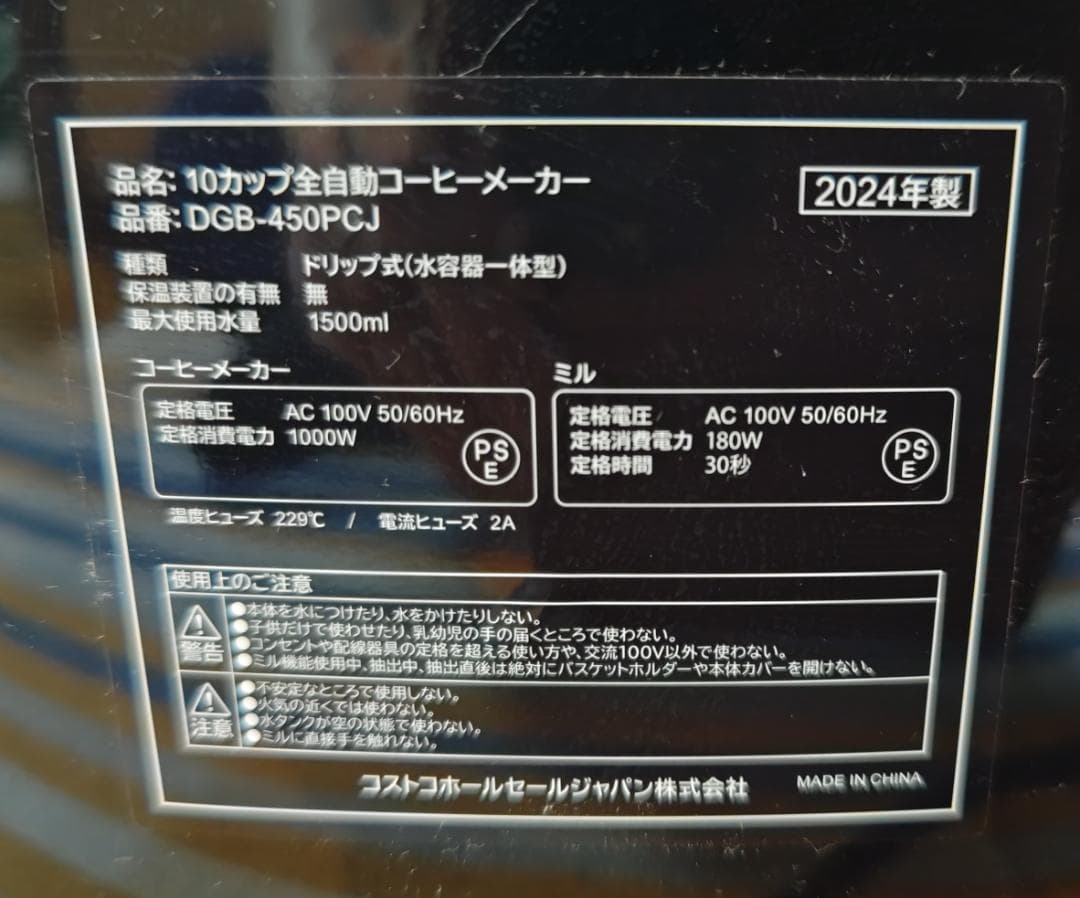 品名: 10カップ全自動コーヒーメーカー
2024年製
品番: DGB-450PCJ
種類 ドリップ式(水容器一体型)
保温装置の有無 無
最大使用水量 1500ml
コーヒーメーカー
定格電圧 AC 100V 50/60Hz
定格消費電力 1000W
PS
E
ミル
定格電圧 AC 100V 50/60Hz
定格消費電力 180W
定格時間 30秒
PS
E
温度ヒューズ 229℃ / 電流ヒューズ 2A
使用上のご注意
警告
●本体を水につけたり、水をかけたりしない。
●子供だけで使わせたり、乳幼児の手の届くところで使わない。
●コンセントや配線器具の定格を超える使い方や、交流100V以外で使わない。
●ミル機能使用中、抽出中、抽出直後は絶対にバスケットホルダーや本体カバーを開けない。
注意
●不安定なところで使用しない。
●火気の近くでは使わない。
●水タンクが空の状態で使わない。
●ミルに直接手を触れない。
コストコホールセールジャパン株式会社
MADE IN CHINA